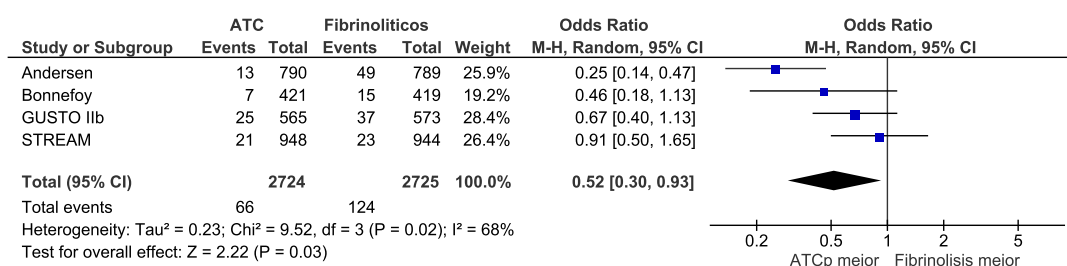 ATC Fibrinoliticos Odds Ratio Odds Ratio
Study or Subgroup Events Total Events Total Weight M-H, Random, 95% CI M-H, Random, 95% CI
Andersen 13 790 49 789 25.9% 0.25 [0.14, 0.47]
Bonnefoy 7 421 15 419 19.2% 0.46 [0.18, 1.13]
GUSTO IIb 25 565 37 573 28.4% 0.67 [0.40, 1.13]
STREAM 21 948 23 944 26.4% 0.91 [0.50, 1.65]
Total (95% CI) 2724 2725 100.0% 0.52 [0.30, 0.93]
Total events 66 124
Heterogeneity: Tau² = 0.23; Chi² = 9.52, df = 3 (P = 0.02); I² = 68%
Test for overall effect: Z = 2.22 (P = 0.03)
0.2 0.5 1 2 5
ATCp mejor Fibrinolisis mejor